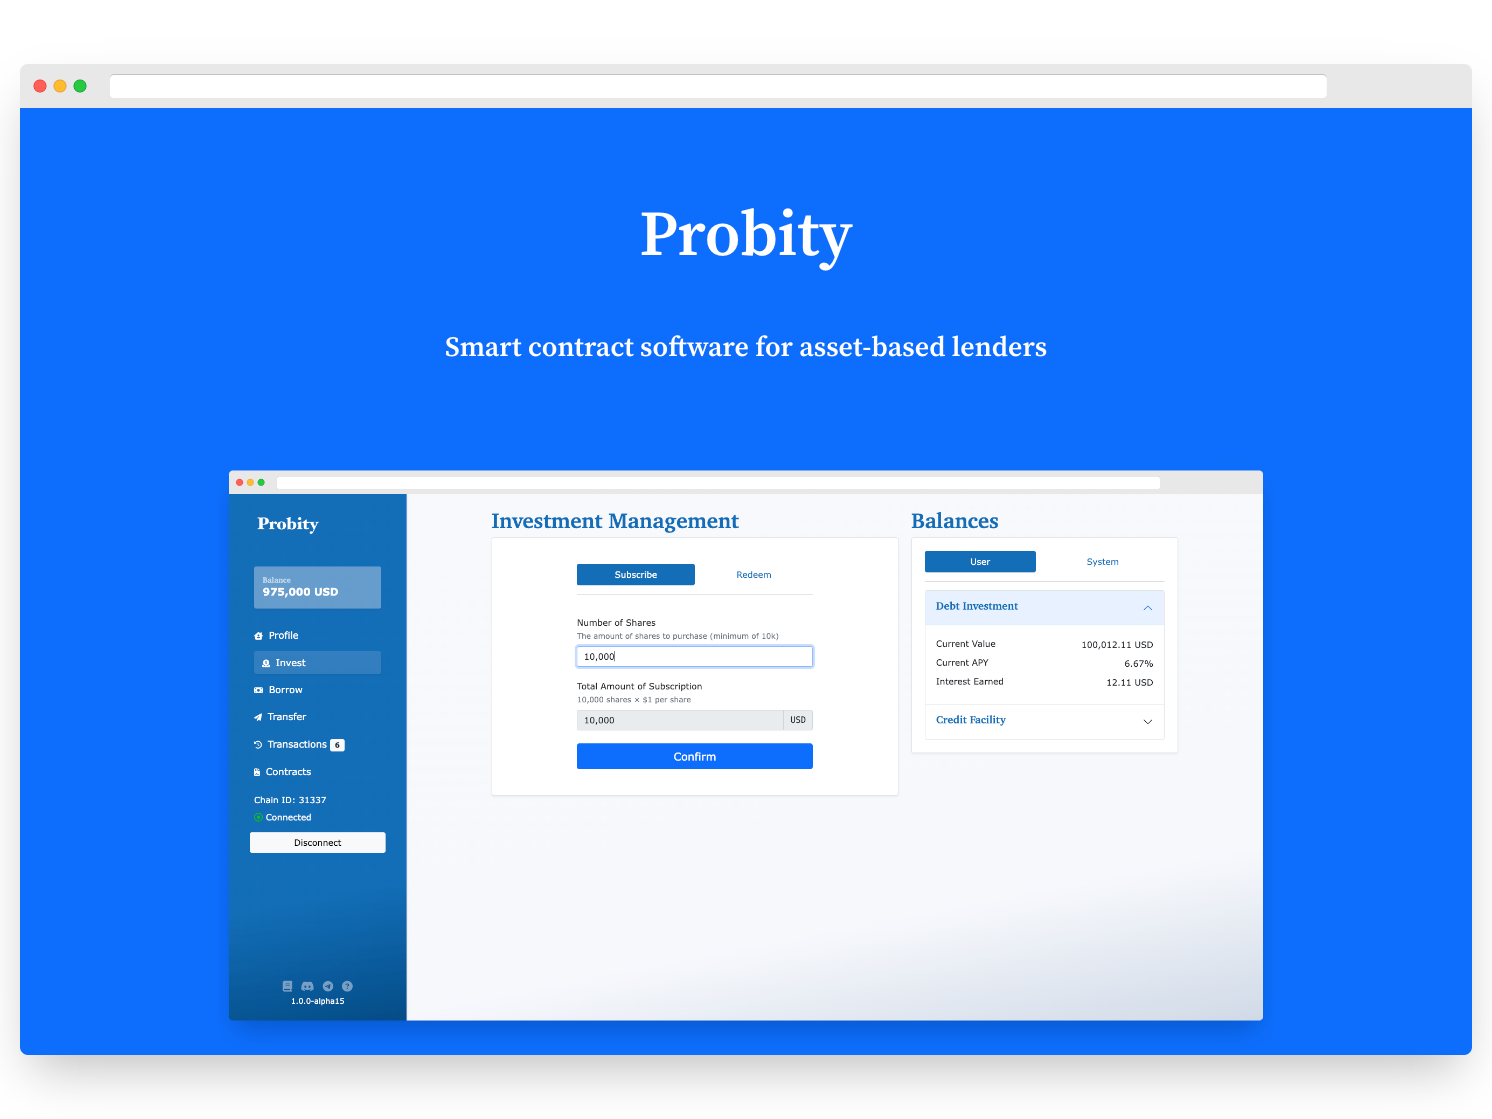 Probity
Smart contract software for asset-based lenders
Probity
Balance
975,000 USD
Profile
Invest
Borrow
Transfer
Transactions 6
Contracts
Chain ID: 31337
Connected
Disconnect
1.0.0-alpha15
Investment Management
Subscribe Redeem
Number of Shares
The amount of shares to purchase (minimum of 10k)
10,000
Total Amount of Subscription
10,000 shares × $1 per share
10,000 USD
Confirm
Balances
User System
Debt Investment
Current Value 100,012.11 USD
Current APY 6.67%
Interest Earned 12.11 USD
Credit Facility